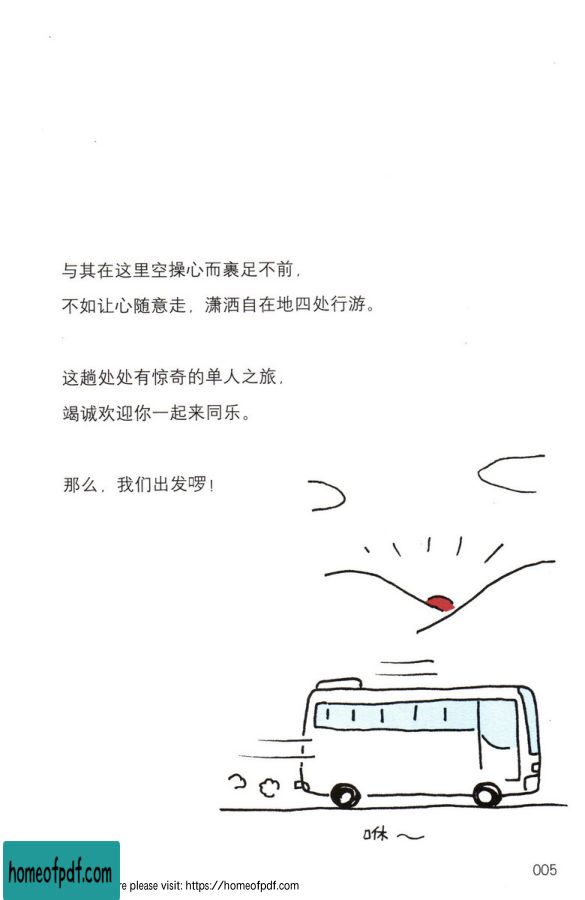 与其在这里空操心而裹足不前，
不如让心随意走，潇洒自在地四处行游。
这趟处处有惊奇的单人之旅，
竭诚欢迎你一起来同乐。
那么，我们出发啰！
咻～
005
homeofpdf.com
re please visit: https://homeofpdf.com